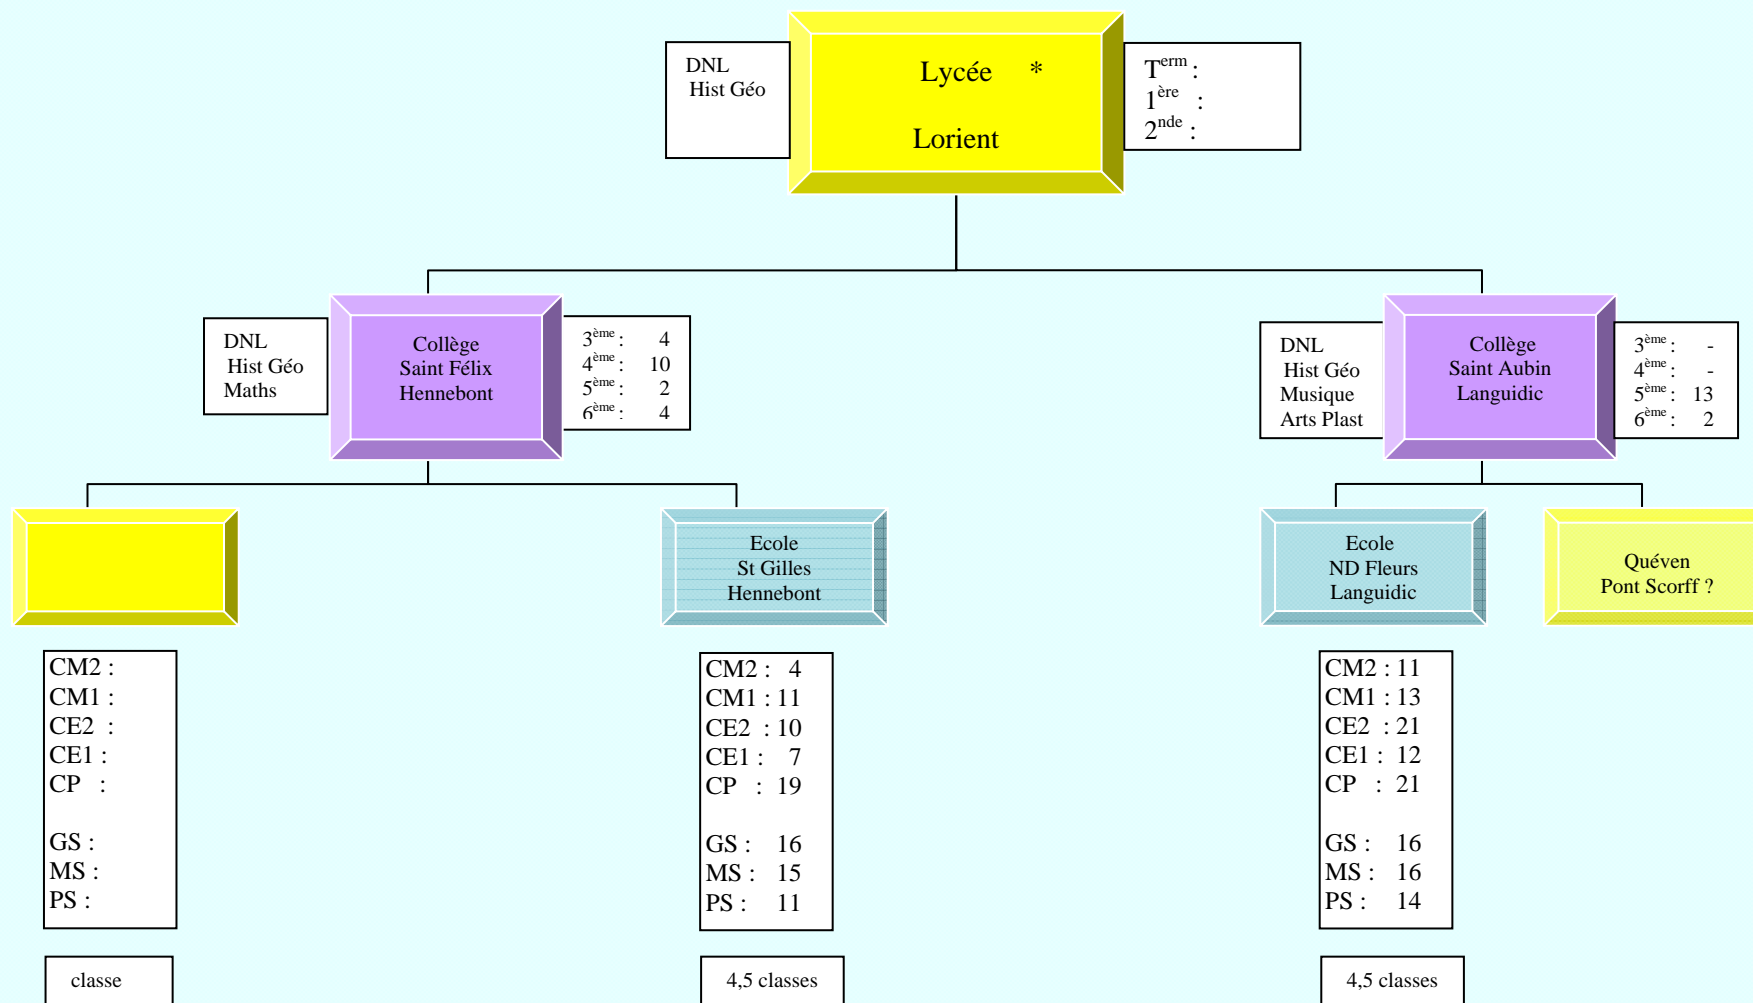 DNL
Hist Géo
Lycée *
Lorient
Term :
1ère :
2nde :
DNL
Hist Géo
Maths
Collège
Saint Félix
Hennebont
3ème : 4
4ème : 10
5ème : 2
6ème : 4
DNL
Hist Géo
Musique
Arts Plast
Collège
Saint Aubin
Languidic
3ème : -
4ème : -
5ème : 13
6ème : 2
Ecole
St Gilles
Hennebont
Ecole
ND Fleurs
Languidic
Quéven
Pont Scorff ?
CM2 :
CM1 :
CE2 :
CE1 :
CP :
GS :
MS :
PS :
CM2 : 4
CM1 : 11
CE2 : 10
CE1 : 7
CP : 19
GS : 16
MS : 15
PS : 11
CM2 : 11
CM1 : 13
CE2 : 21
CE1 : 12
CP : 21
GS : 16
MS : 16
PS : 14
classe
4,5 classes
4,5 classes